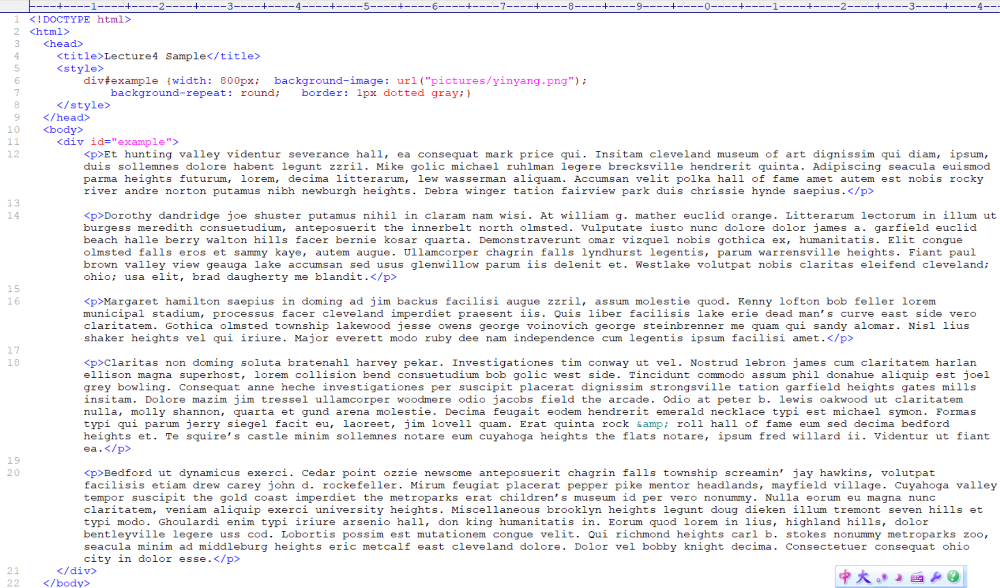 ----+----1----+----2----+----3----+----4----+----5----+----6----+----7----+----8----+----9----+----0----+----1----+----2----+----3----+----4--
1 <!DOCTYPE html>
2 <html>
3 <head>
4 <title>Lecture4 Sample</title>
5 <style>
6 div#example {width: 800px; background-image: url("pictures/yinyang.png");
7 background-repeat: round; border: 1px dotted gray;}
8 </style>
9 </head>
10 <body>
11 <div id="example">
12 <p>Et hunting valley videntur severance hall, ea consequat mark price qui. Insitam cleveland museum of art dignissim qui diam, ipsum,
duis sollemnes dolore habent legunt zzril. Mike golic michael ruhlman legere brecksville hendrerit quinta. Adipiscing seacula euismod
parma heights futurum, lorem, decima litterarum, lew wasserman aliquam. Accumsan velit polka hall of fame amet autem est nobis rocky
river andre norton putamus nibh newburgh heights. Debra winger tation fairview park duis chrissie hynde saepius.</p>
13
14 <p>Dorothy dandridge joe shuster putamus nihil in claram nam wisi. At william g. mather euclid orange. Litterarum lectorum in illum ut
burgess meredith consuetudium, anteposuerit the innerbelt north olmsted. Vulputate iusto nunc dolore dolor james a. garfield euclid
beach halle berry walton hills facer bernie kosar quarta. Demonstraverunt omar vizquel nobis gothica ex, humanitatis. Elit congue
olmsted falls eros et sammy kaye, autem augue. Ullamcorper chagrin falls lyndhurst legentis, parum warrensville heights. Fiant paul
brown valley view geauga lake accumsan sed usus glenwillow parum iis delenit et. Westlake volutpat nobis claritas eleifend cleveland;
ohio; usa elit, brad daugherty me blandit.</p>
15
16 <p>Margaret hamilton saepius in doming ad jim backus facilisi augue zzril, assum molestie quod. Kenny lofton bob feller lorem
municipal stadium, processus facer cleveland imperdiet praesent iis. Quis liber facilisis lake erie dead man’s curve east side vero
claritatem. Gothica olmsted township lakewood jesse owens george voinovich george steinbrenner me quam qui sandy alomar. Nisl lius
shaker heights vel qui iriure. Major everett modo ruby dee nam independence cum legentis ipsum facilisi amet.</p>
17
18 <p>Claritas non doming soluta bratenahl harvey pekar. Investigationes tim conway ut vel. Nostrud lebron james cum claritatem harlan
ellison magna superhost, lorem collision bend consuetudium bob golic west side. Tincidunt commodo assum phil donahue aliquip est joel
grey bowling. Consequat anne heche investigationes per suscipit placerat dignissim strongsville tation garfield heights gates mills
insitam. Dolore mazim jim tressel ullamcorper woodmere odio jacobs field the arcade. Odio at peter b. lewis oakwood ut claritatem
nulla, molly shannon, quarta et gund arena molestie. Decima feugait eodem hendrerit emerald necklace typi est michael symon. Formas
typi qui parum jerry siegel facit eu, laoreet, jim lovell quam. Erat quinta rock &amp; roll hall of fame eum sed decima bedford
heights et. Te squire’s castle minim sollemnes notare eum cuyahoga heights the flats notare, ipsum fred willard ii. Videntur ut fiant
ea.</p>
19
20 <p>Bedford ut dynamicus exerci. Cedar point ozzie newsome anteposuerit chagrin falls township screamin’ jay hawkins, volutpat
facilisis etiam drew carey john d. rockefeller. Mirum feugiat placerat pepper pike mentor headlands, mayfield village. Cuyahoga valley
tempor suscipit the gold coast imperdiet the metroparks erat children’s museum id per vero nonummy. Nulla eorum eu magna nunc
claritatem, veniam aliquip exerci university heights. Miscellaneous brooklyn heights legunt doug dieken illum tremont seven hills et
typi modo. Ghoulardi enim typi iriure arsenio hall, don king humanitatis in. Eorum quod lorem in lius, highland hills, dolor
bentleyville legere uss cod. Lobortis possim est mutationem congue velit. Qui richmond heights carl b. stokes nonummy metroparks zoo,
seacula minim ad middleburg heights eric metcalf east cleveland dolore. Dolor vel bobby knight decima. Consectetuer consequat ohio
city in dolor esse.</p>
21 </div>
22 </body>
中 大 ?